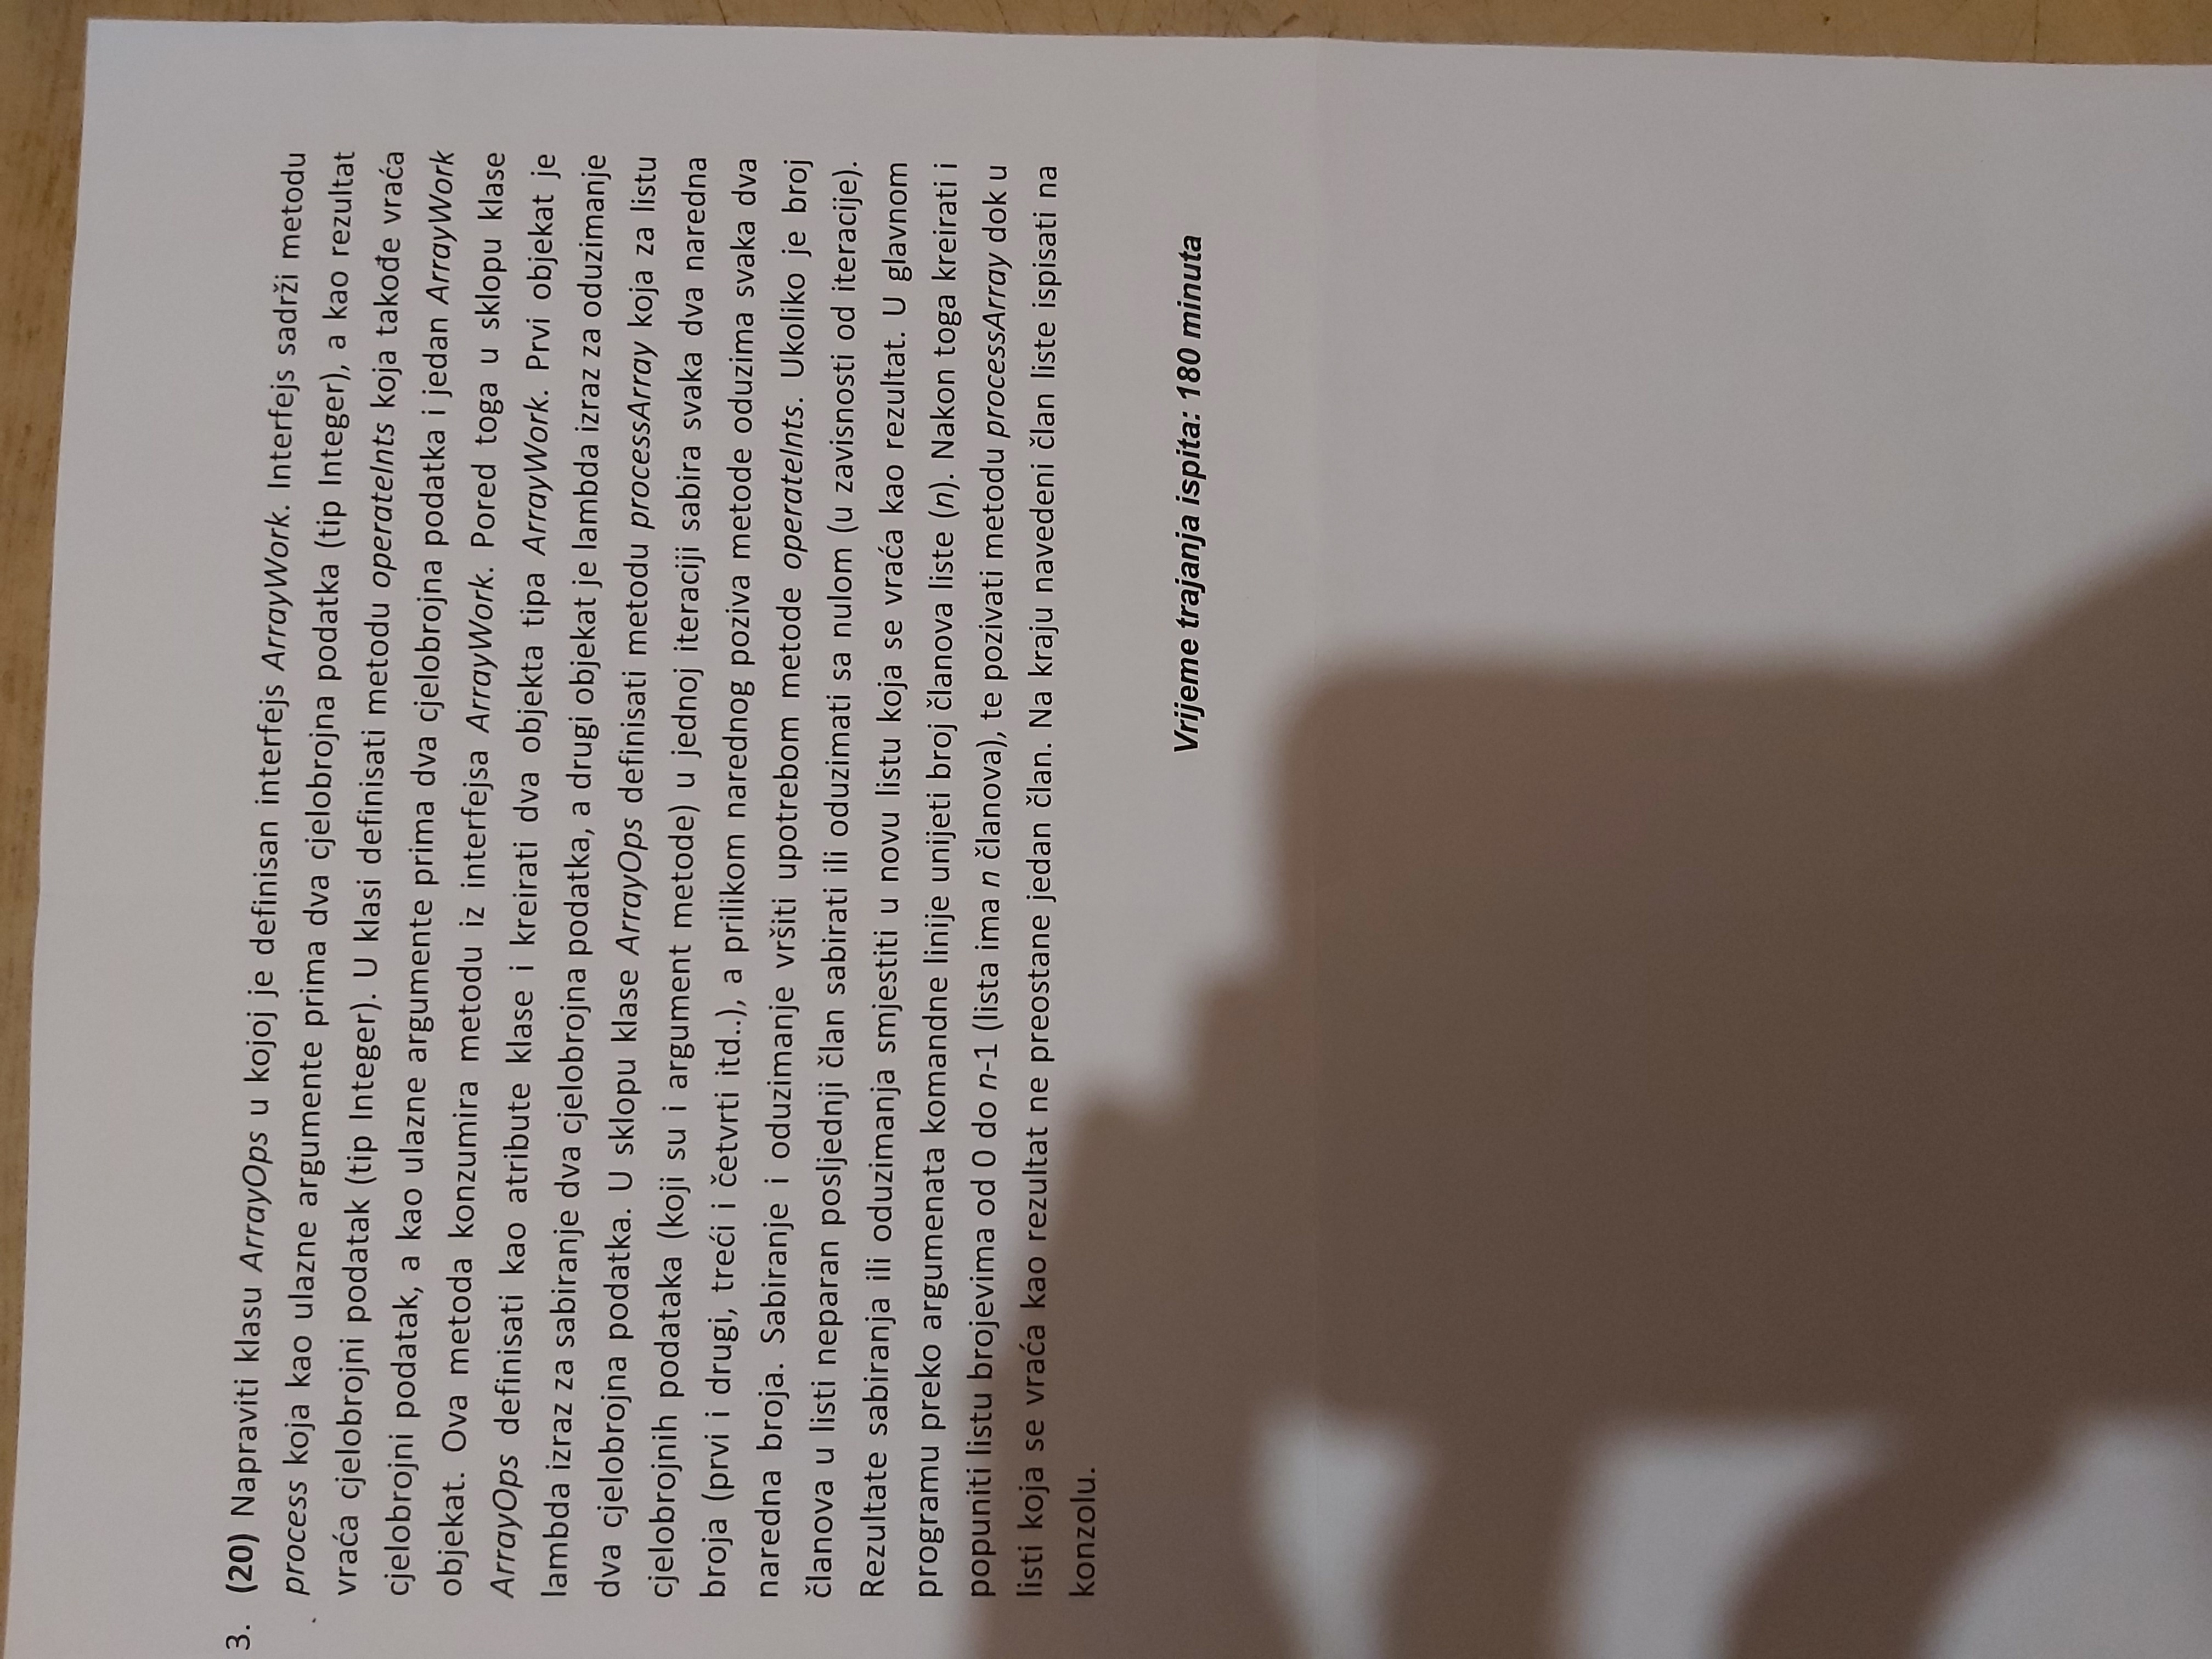 3. (20) Napraviti klasu ArrayOps u kojoj je definisan interfejs ArrayWork. Interfejs sadrži metodu
process koja kao ulazne argumente prima dva cjelobrojna podatka (tip Integer), a kao rezultat
vraća cjelobrojni podatak (tip Integer). U klasi definisati metodu operateInts koja takođe vraća
cjelobrojni podatak, a kao ulazne argumente prima dva cjelobrojna podatka i jedan ArrayWork
objekat. Ova metoda konzumira metodu iz interfejsa ArrayWork. Pored toga u sklopu klase
ArrayOps definisati kao atribute klase i kreirati dva objekta tipa ArrayWork. Prvi objekat je
lambda izraz za sabiranje dva cjelobrojna podatka, a drugi objekat je lambda izraz za oduzimanje
dva cjelobrojna podatka. U sklopu klase ArrayOps definisati metodu processArray koja za listu
cjelobrojnih podataka (koji su i argument metode) u jednoj iteraciji sabira svaka dva naredna
broja (prvi i drugi, treći i četvrti itd..), a prilikom narednog poziva metode oduzima svaka dva
naredna broja. Sabiranje i oduzimanje vršiti upotrebom metode operateInts. Ukoliko je broj
članova u listi neparan posljednji član sabirati ili oduzimati sa nulom (u zavisnosti od iteracije).
Rezultate sabiranja ili oduzimanja smjestiti u novu listu koja se vraća kao rezultat. U glavnom
programu preko argumenata komandne linije unijeti broj članova liste (n). Nakon toga kreirati i
popuniti listu brojevima od 0 do n-1 (lista ima n članova), te pozivati metodu processArray dok u
listi koja se vraća kao rezultat ne preostane jedan član. Na kraju navedeni član liste ispisati na
konzolu.
Vrijeme trajanja ispita: 180 minuta